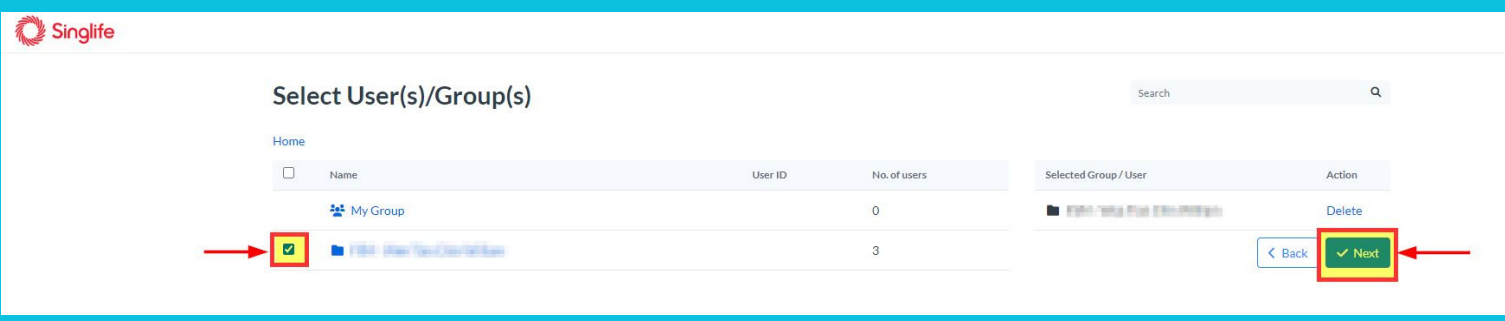 Singlife
Select User(s)/Group(s)
Search
Home
Name User ID No. of users
My Group 0
3
Selected Group / User Action
Delete
Back Next